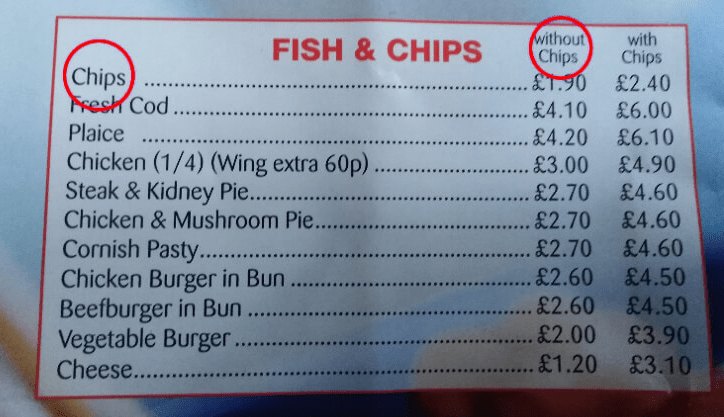 FISH & CHIPS without Chips with Chips
Chips ........ £1.90 £2.40
Fresh Cod ........ £4.10 £6.00
Plaice ........ £4.20 £6.10
Chicken (1/4) (Wing extra 60p) ........ £3.00 £4.90
Steak & Kidney Pie........ £2.70 £4.60
Chicken & Mushroom Pie........ £2.70 £4.60
Cornish Pasty........ £2.70 £4.60
Chicken Burger in Bun ........ £2.60 £4.50
Beefburger in Bun ........ £2.60 £4.50
Vegetable Burger ........ £2.00 £3.90
Cheese........ £1.20 £3.10